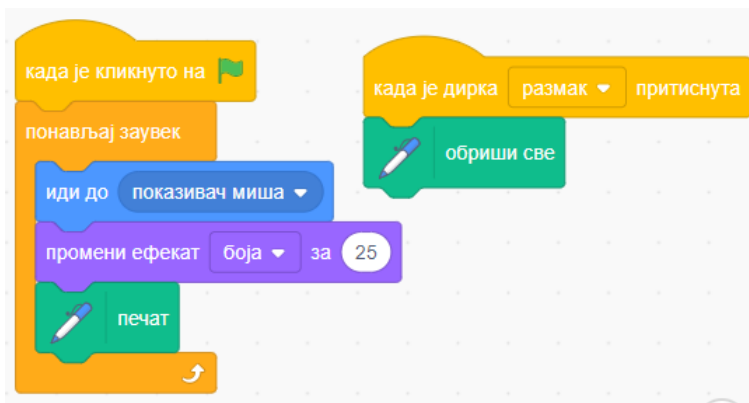 када је кликнуто на
понављај заувек
иди до показивач миша
промени ефекат боја за 25
печат
када је дирка размак притиснута
обриши све